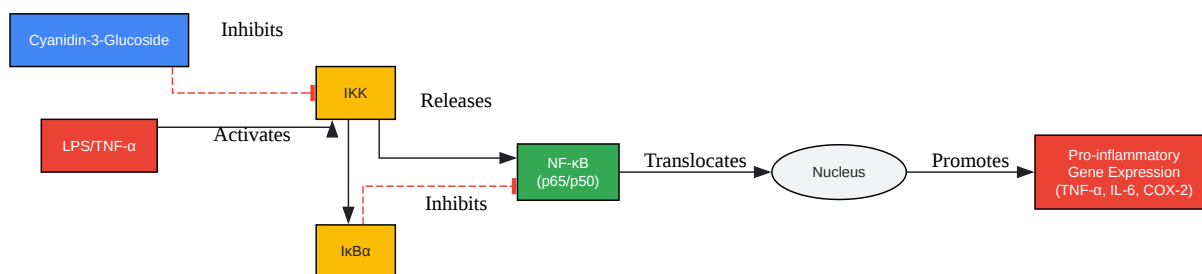 Cyanidin-3-Glucoside
Inhibits
IKK
Releases
LPS/TNF-α
Activates
NF-κB
(p65/p50)
Translocates
Nucleus
Promotes
Pro-inflammatory
Gene Expression
(TNF-α, IL-6, COX-2)
Inhibits
IκBα